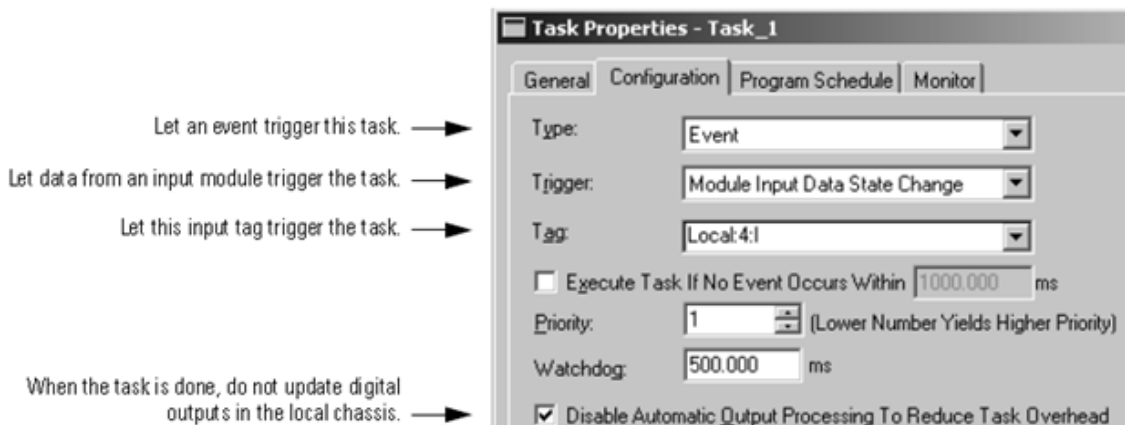 Task Properties - Task_1
General Configuration Program Schedule Monitor
Let an event trigger this task. Type: Event
Let data from an input module trigger the task. Trigger: Module Input Data State Change
Let this input tag trigger the task. Tag: Local:4:I
Execute Task If No Event Occurs Within 1000.000 ms
Priority: 1 (Lower Number Yields Higher Priority)
Watchdog: 500.000 ms
When the task is done, do not update digital
outputs in the local chassis. Disable Automatic Output Processing To Reduce Task Overhead